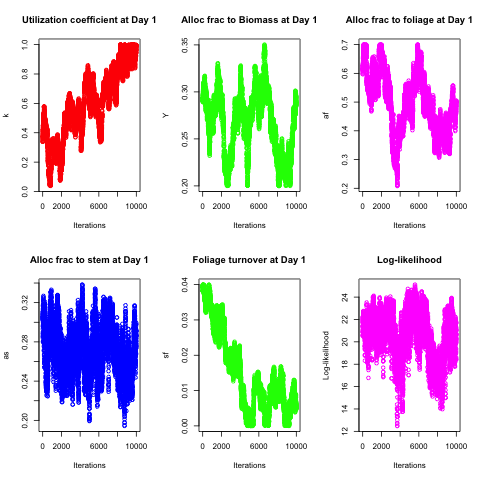 Utilization coefficient at Day 1
k
0.0 0.2 0.4 0.6 0.8 1.0
0 2000 6000 10000
Iterations
Alloc frac to Biomass at Day 1
Y
0.20 0.25 0.30 0.35
0 2000 6000 10000
Iterations
Alloc frac to foliage at Day 1
af
0.2 0.3 0.4 0.5 0.6 0.7
0 2000 6000 10000
Iterations
Alloc frac to stem at Day 1
as
0.20 0.24 0.28 0.32
0 2000 6000 10000
Iterations
Foliage turnover at Day 1
sf
0.00 0.01 0.02 0.03 0.04
0 2000 6000 10000
Iterations
Log-likelihood
Log-likelihood
12 14 16 18 20 22 24
0 2000 6000 10000
Iterations